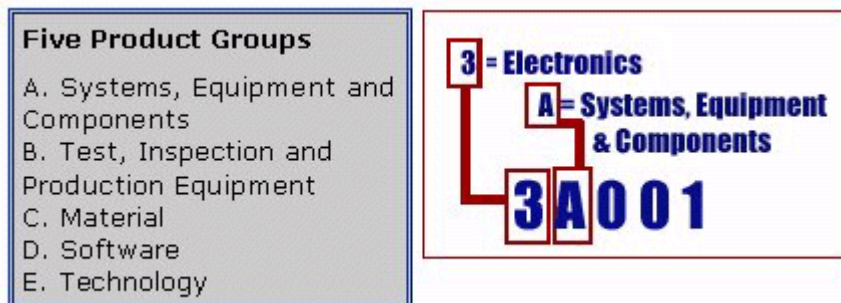 Five Product Groups
A. Systems, Equipment and
Components
B. Test, Inspection and
Production Equipment
C. Material
D. Software
E. Technology
3 = Electronics
A = Systems, Equipment
& Components
3A001